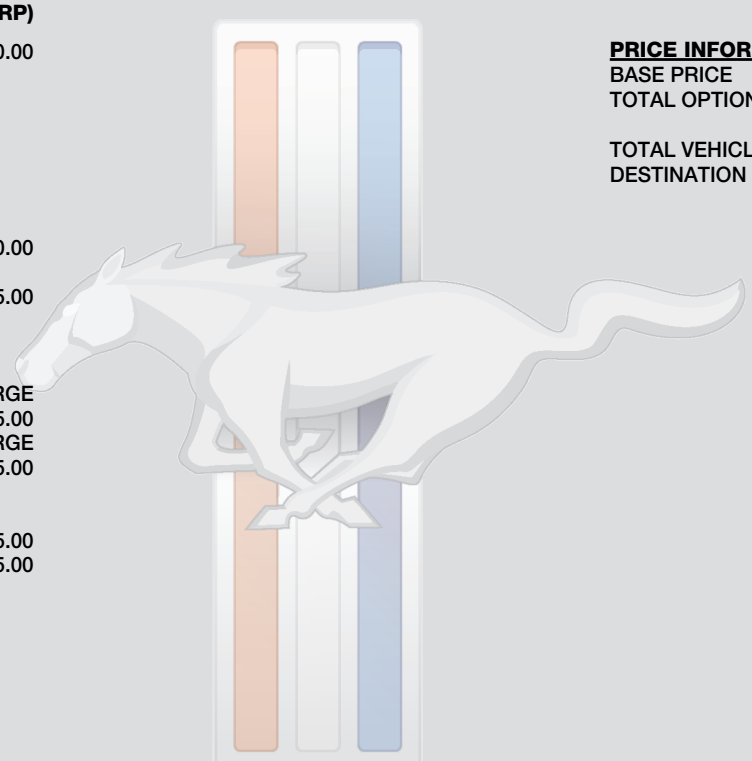 RP)
0.00
0.00
5.00
RGE
5.00
RGE
5.00
5.00
5.00
PRICE INFOR
BASE PRICE
TOTAL OPTION
TOTAL VEHICL
DESTINATION